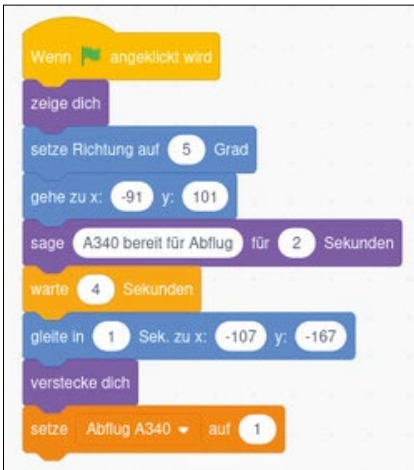 Wenn angeklickt wird
zeige dich
setze Richtung auf 5 Grad
gehe zu x: -91 y: 101
sage A340 bereit für Abflug für 2 Sekunden
warte 4 Sekunden
gleite in 1 Sek. zu x: -107 y: -167
verstecke dich
setze Abflug A340 auf 1